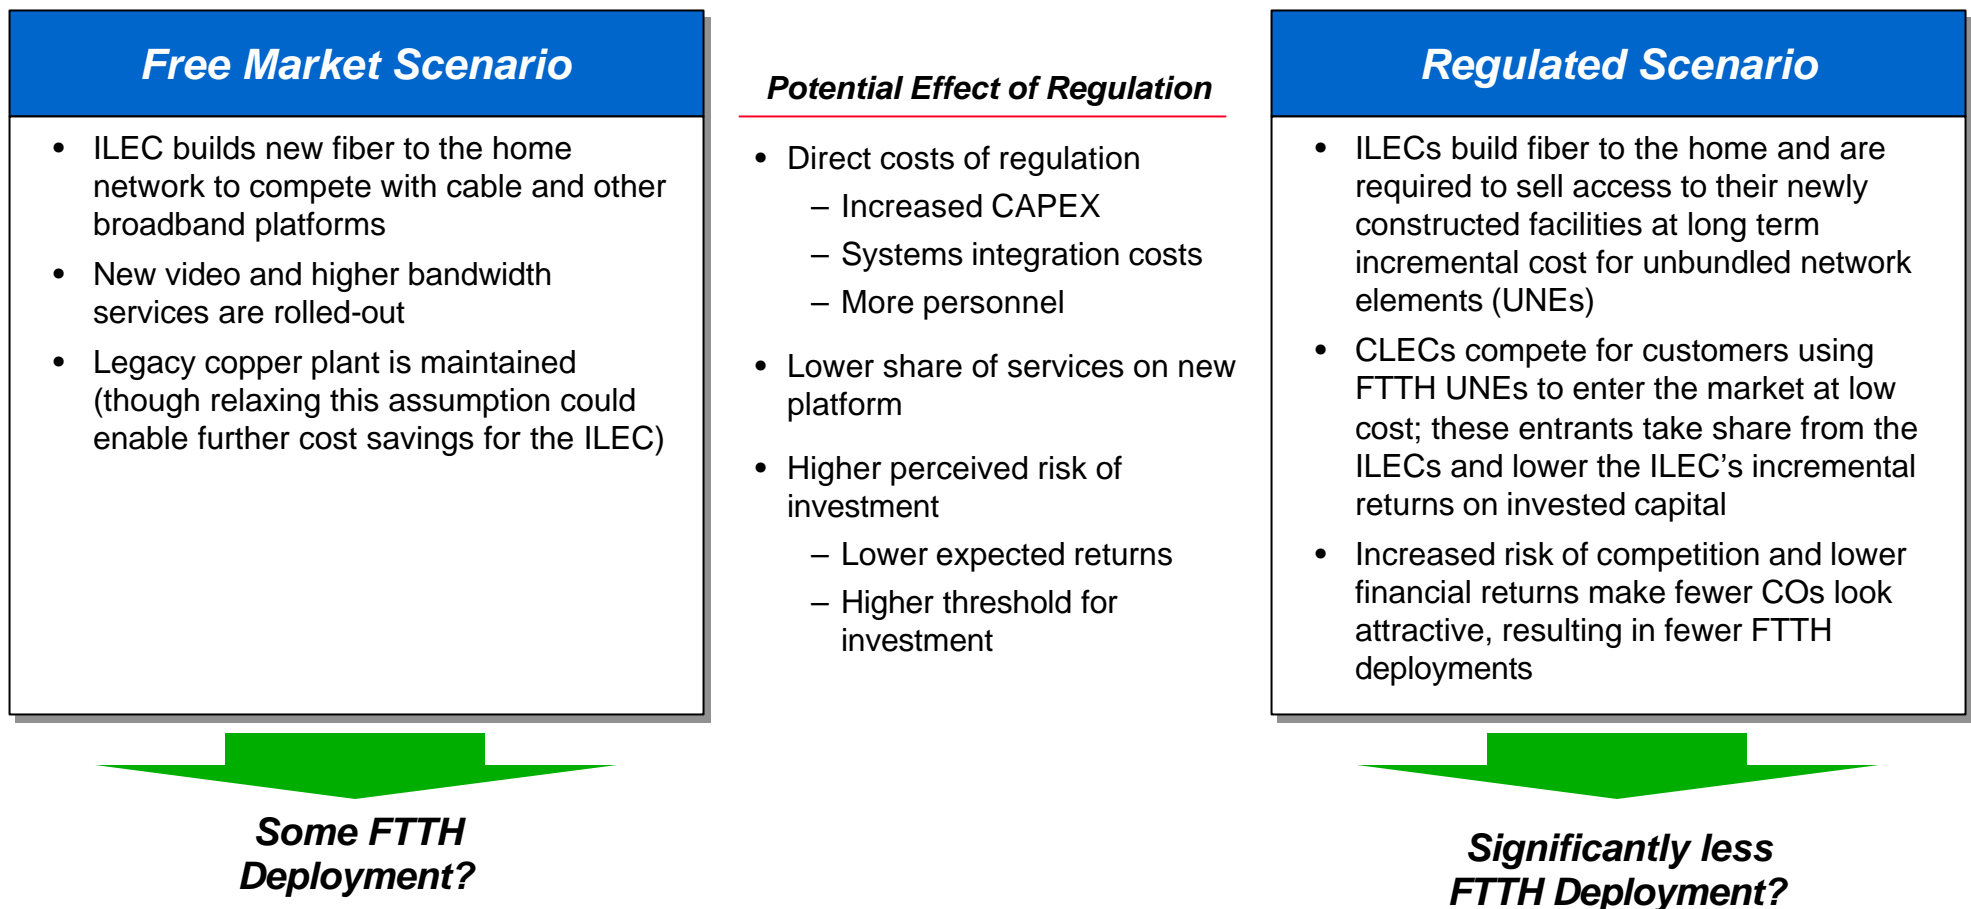 Free Market Scenario
• ILEC builds new fiber to the home
network to compete with cable and other
broadband platforms
• New video and higher bandwidth
services are rolled-out
• Legacy copper plant is maintained
(though relaxing this assumption could
enable further cost savings for the ILEC)
Some FTTH
Deployment?
Potential Effect of Regulation
• Direct costs of regulation
– Increased CAPEX
– Systems integration costs
– More personnel
• Lower share of services on new
platform
• Higher perceived risk of
investment
– Lower expected returns
– Higher threshold for
investment
Regulated Scenario
• ILECs build fiber to the home and are
required to sell access to their newly
constructed facilities at long term
incremental cost for unbundled network
elements (UNEs)
• CLECs compete for customers using
FTTH UNEs to enter the market at low
cost; these entrants take share from the
ILECs and lower the ILEC’s incremental
returns on invested capital
• Increased risk of competition and lower
financial returns make fewer COs look
attractive, resulting in fewer FTTH
deployments
Significantly less
FTTH Deployment?